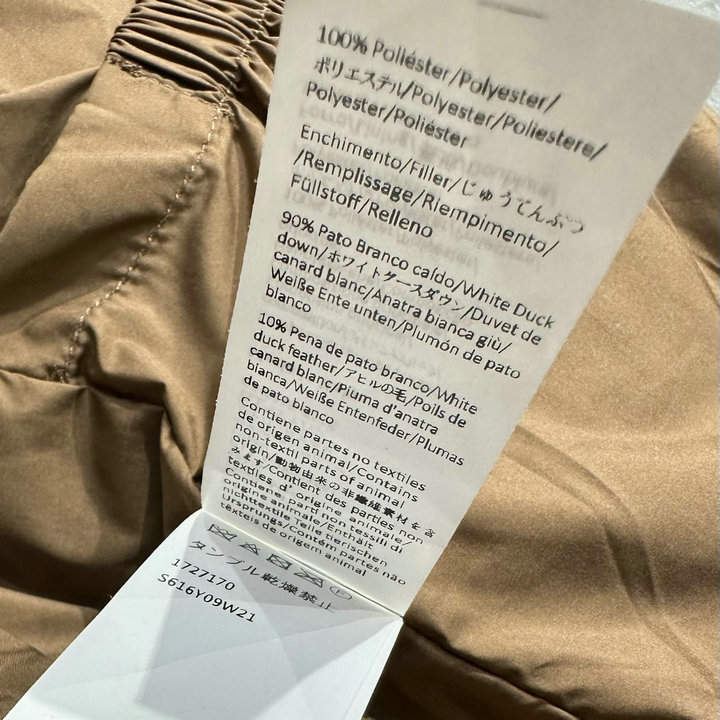 100% Poliéster/Polyester/
ポリエステル/Polyester/Poliestere/
Polyester/Poliéster
Enchimento/Filler/じゅうてんぶつ
/Remplissage/Riempimento/
Füllstoff/Relleno
90% Pato Branco caldo/White Duck
down/ホワイトダースダウン/Duvet de
canard blanc/Anatra bianca giù/
Weiße Ente unten/Plumón de pato
blanco
10% Pena de pato branco/White
duck feather/アヒルの毛/Poils de
canard blanc/Piuma d'anatra
bianca/Weiße Entenfeder/Plumas
de pato blanco
Contiene partes no textiles
de origen animal/Contains
non-textil parts of animal
origin/動物由来の非繊維素材を含
みます/Contient des parties non
textiles d' origine animale/
Contiene parti non tessili di
origine animale/Enthält
nichttextile Teile tierischen
Ursprungs/Contém partes não
têxteis de origem animal
タンブル乾燥禁止
1727170
S616Y09W21